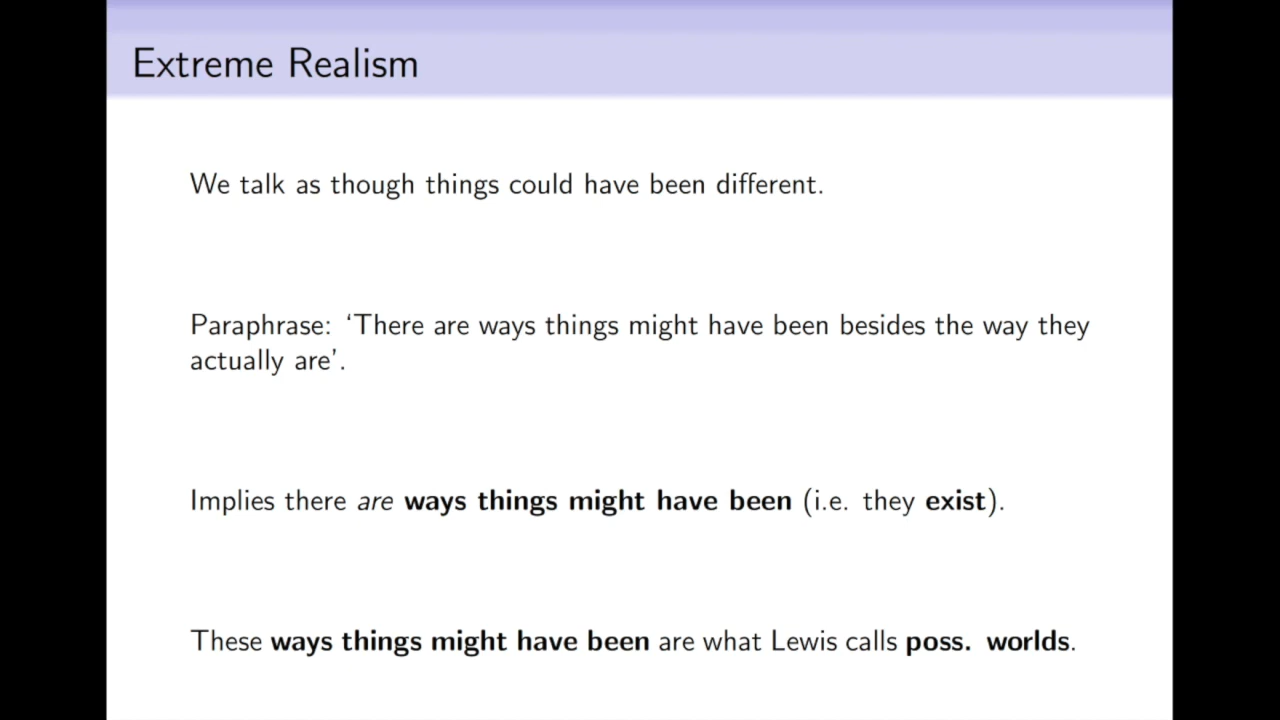 Extreme Realism
We talk as though things could have been different.
Paraphrase: ‘There are ways things might have been besides the way they
actually are’.
Implies there are ways things might have been (i.e. they exist).
These ways things might have been are what Lewis calls poss. worlds.